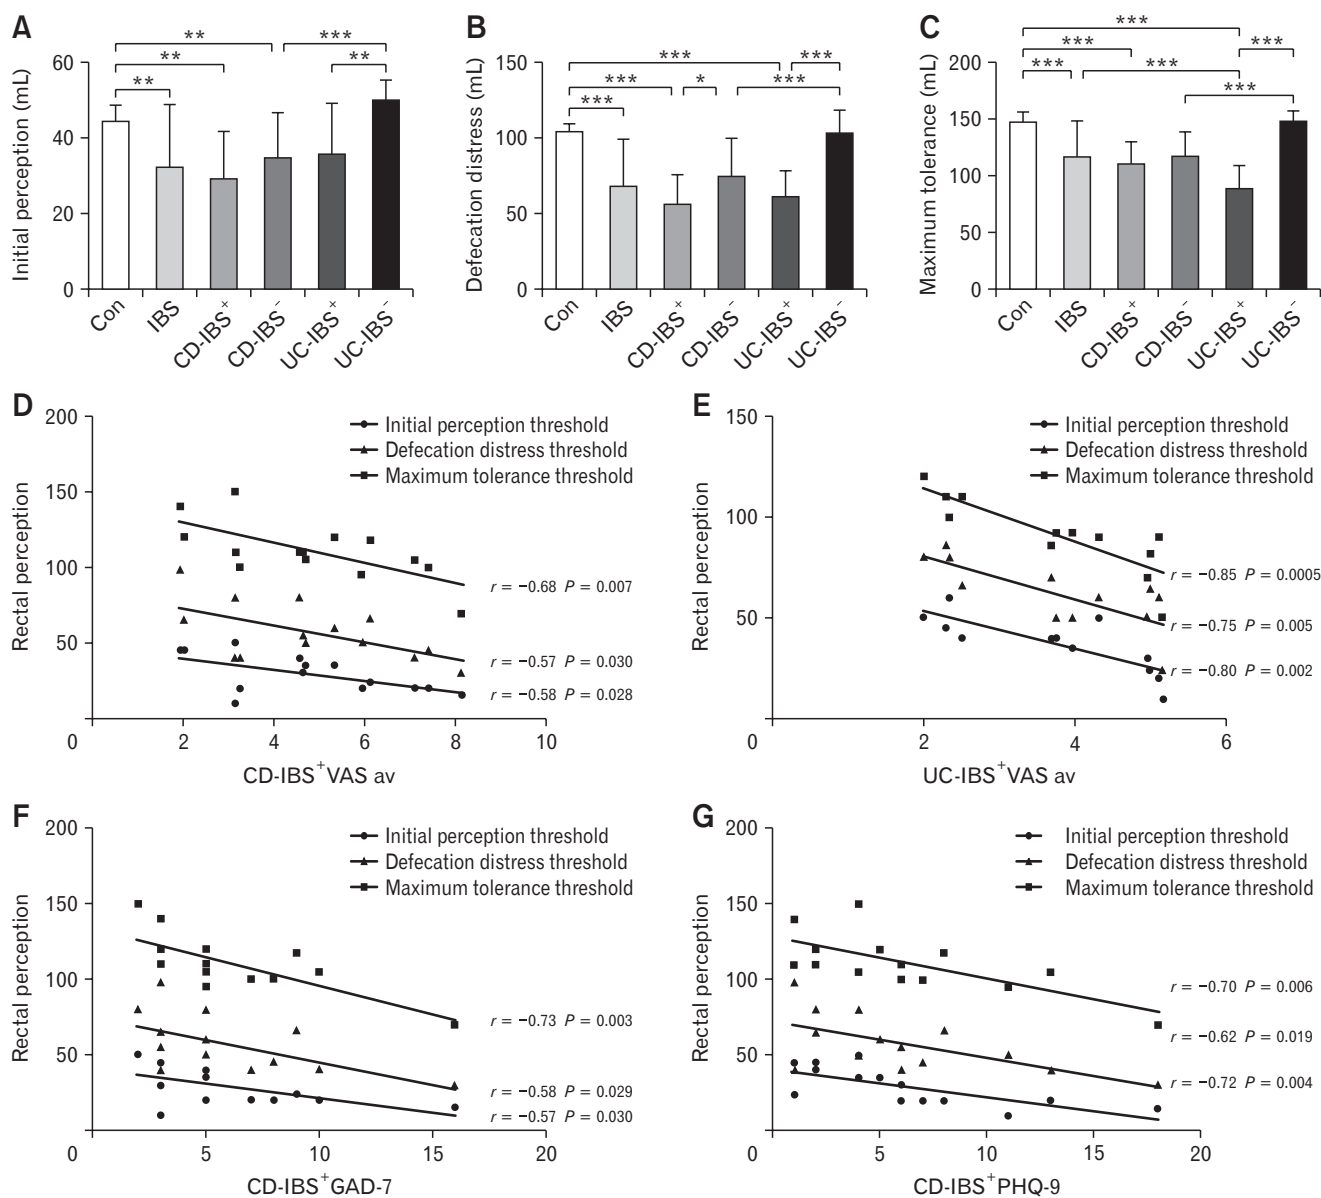 A
** ***
** **
**
Initial perception (mL)
60
40
20
0
Con IBS CD-IBS+ CD-IBS- UC-IBS+ UC-IBS-
B
*** ***
*** * ***
***
Defecation distress (mL)
150
100
50
0
Con IBS CD-IBS+ CD-IBS- UC-IBS+ UC-IBS-
C
***
*** ***
*** ***
***
Maximum tolerance (mL)
200
150
100
50
0
Con IBS CD-IBS+ CD-IBS- UC-IBS+ UC-IBS-
D
Rectal perception
200
150
100
50
0 2 4 6 8 10
Initial perception threshold
Defecation distress threshold
Maximum tolerance threshold
r = −0.68 P = 0.007
r = −0.57 P = 0.030
r = −0.58 P = 0.028
CD-IBS+VAS av
E
Rectal perception
150
100
50
0 2 4 6
Initial perception threshold
Defecation distress threshold
Maximum tolerance threshold
r = −0.85 P = 0.0005
r = −0.75 P = 0.005
r = −0.80 P = 0.002
UC-IBS+VAS av
F
Rectal perception
200
150
100
50
0 5 10 15 20
Initial perception threshold
Defecation distress threshold
Maximum tolerance threshold
r = −0.73 P = 0.003
r = −0.58 P = 0.029
r = −0.57 P = 0.030
CD-IBS+GAD-7
G
Rectal perception
200
150
100
50
0 5 10 15 20
Initial perception threshold
Defecation distress threshold
Maximum tolerance threshold
r = −0.70 P = 0.006
r = −0.62 P = 0.019
r = −0.72 P = 0.004
CD-IBS+PHQ-9